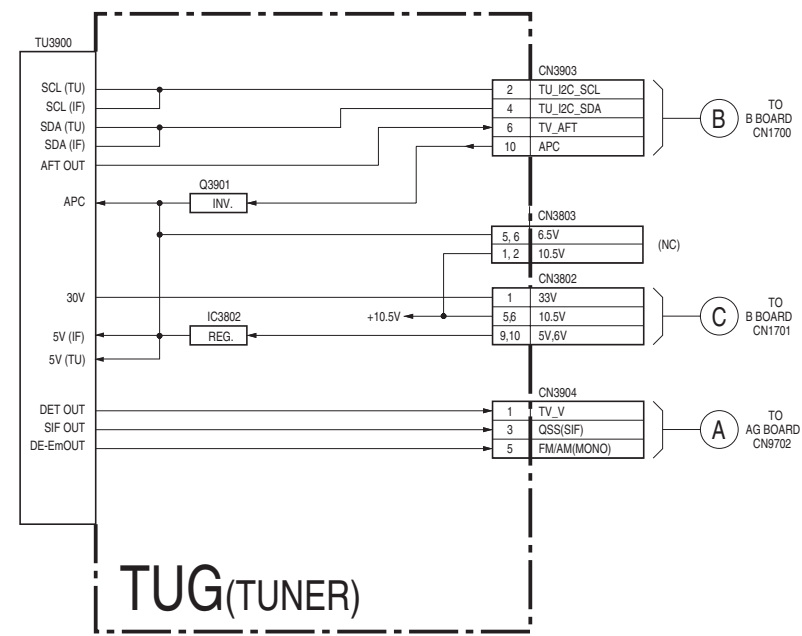 TU3900
SCL (TU)
SCL (IF)
SDA (TU)
SDA (IF)
AFT OUT
APC
30V
5V (IF)
5V (TU)
DET OUT
SIF OUT
DE-EmOUT
Q3901
INV.
IC3802
REG.
+10.5V
CN3903
2 TU_I2C_SCL
4 TU_I2C_SDA
6 TV_AFT
10 APC
B
TO
B BOARD
CN1700
CN3803
5, 6 6.5V
1, 2 10.5V
(NC)
CN3802
1 33V
5,6 10.5V
9,10 5V,6V
C
TO
B BOARD
CN1701
CN3904
1 TV_V
3 QSS(SIF)
5 FM/AM(MONO)
A
TO
AG BOARD
CN9702
TUG(TUNER)